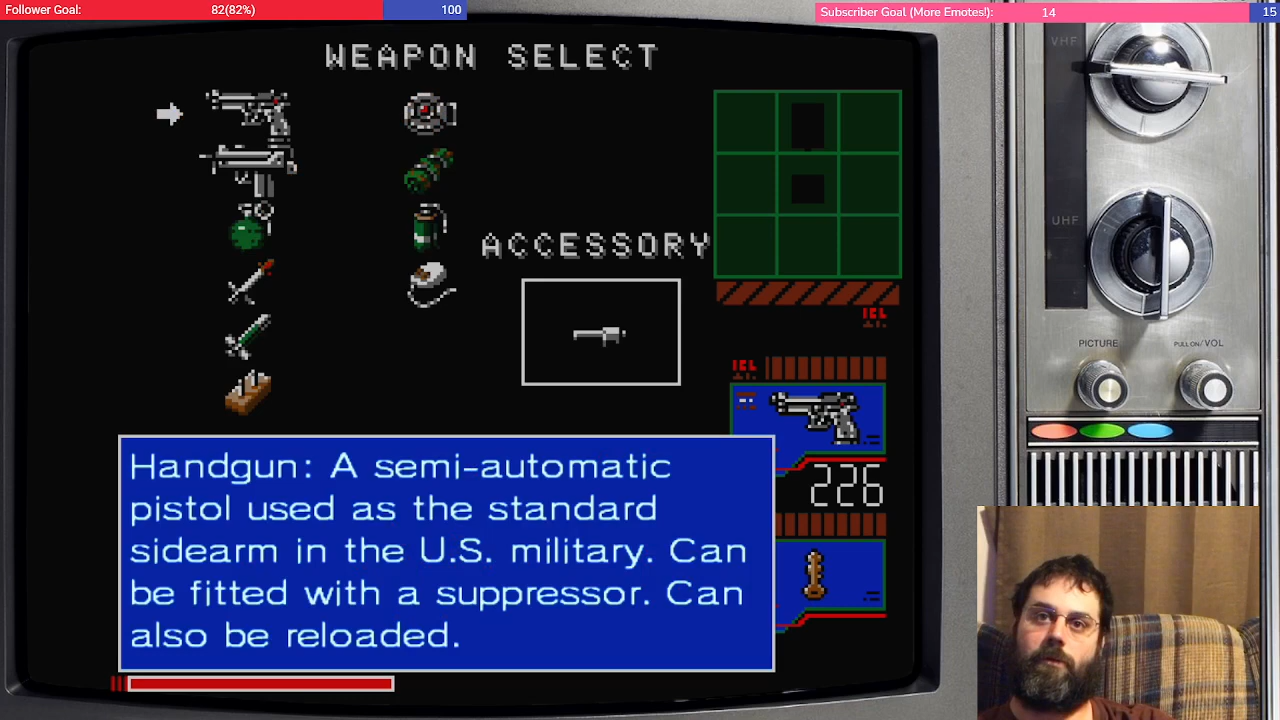 Follower Goal: 82(82%) 100
Subscriber Goal (More Emotes!): 14 15
WEAPON SELECT
VHF
UHF
ACCESSORY
PICTURE
PULL ON/VOL
226
Handgun: A semi-automatic
pistol used as the standard
sidearm in the U.S. military. Can
be fitted with a suppressor. Can
also be reloaded.